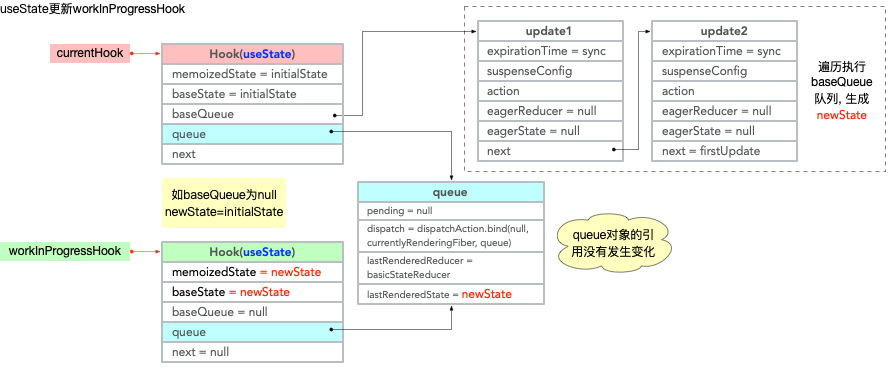 useState更新workInProgressHook
currentHook
Hook(useState)
memoizedState = initialState
baseState = initialState
baseQueue
queue
next
update1
expirationTime = sync
suspenseConfig
action
eagerReducer = null
eagerState = null
next
update2
expirationTime = sync
suspenseConfig
action
eagerReducer = null
eagerState = null
next = firstUpdate
遍历执行
baseQueue
队列, 生成
newState
如baseQueue为null
newState=initialState
queue
pending = null
dispatch = dispatchAction.bind(null,
currentlyRenderingFiber, queue)
lastRenderedReducer =
basicStateReducer
lastRenderedState = newState
queue对象的引
用没有发生变化
workInProgressHook
Hook(useState)
memoizedState = newState
baseState = newState
baseQueue = null
queue
next = null